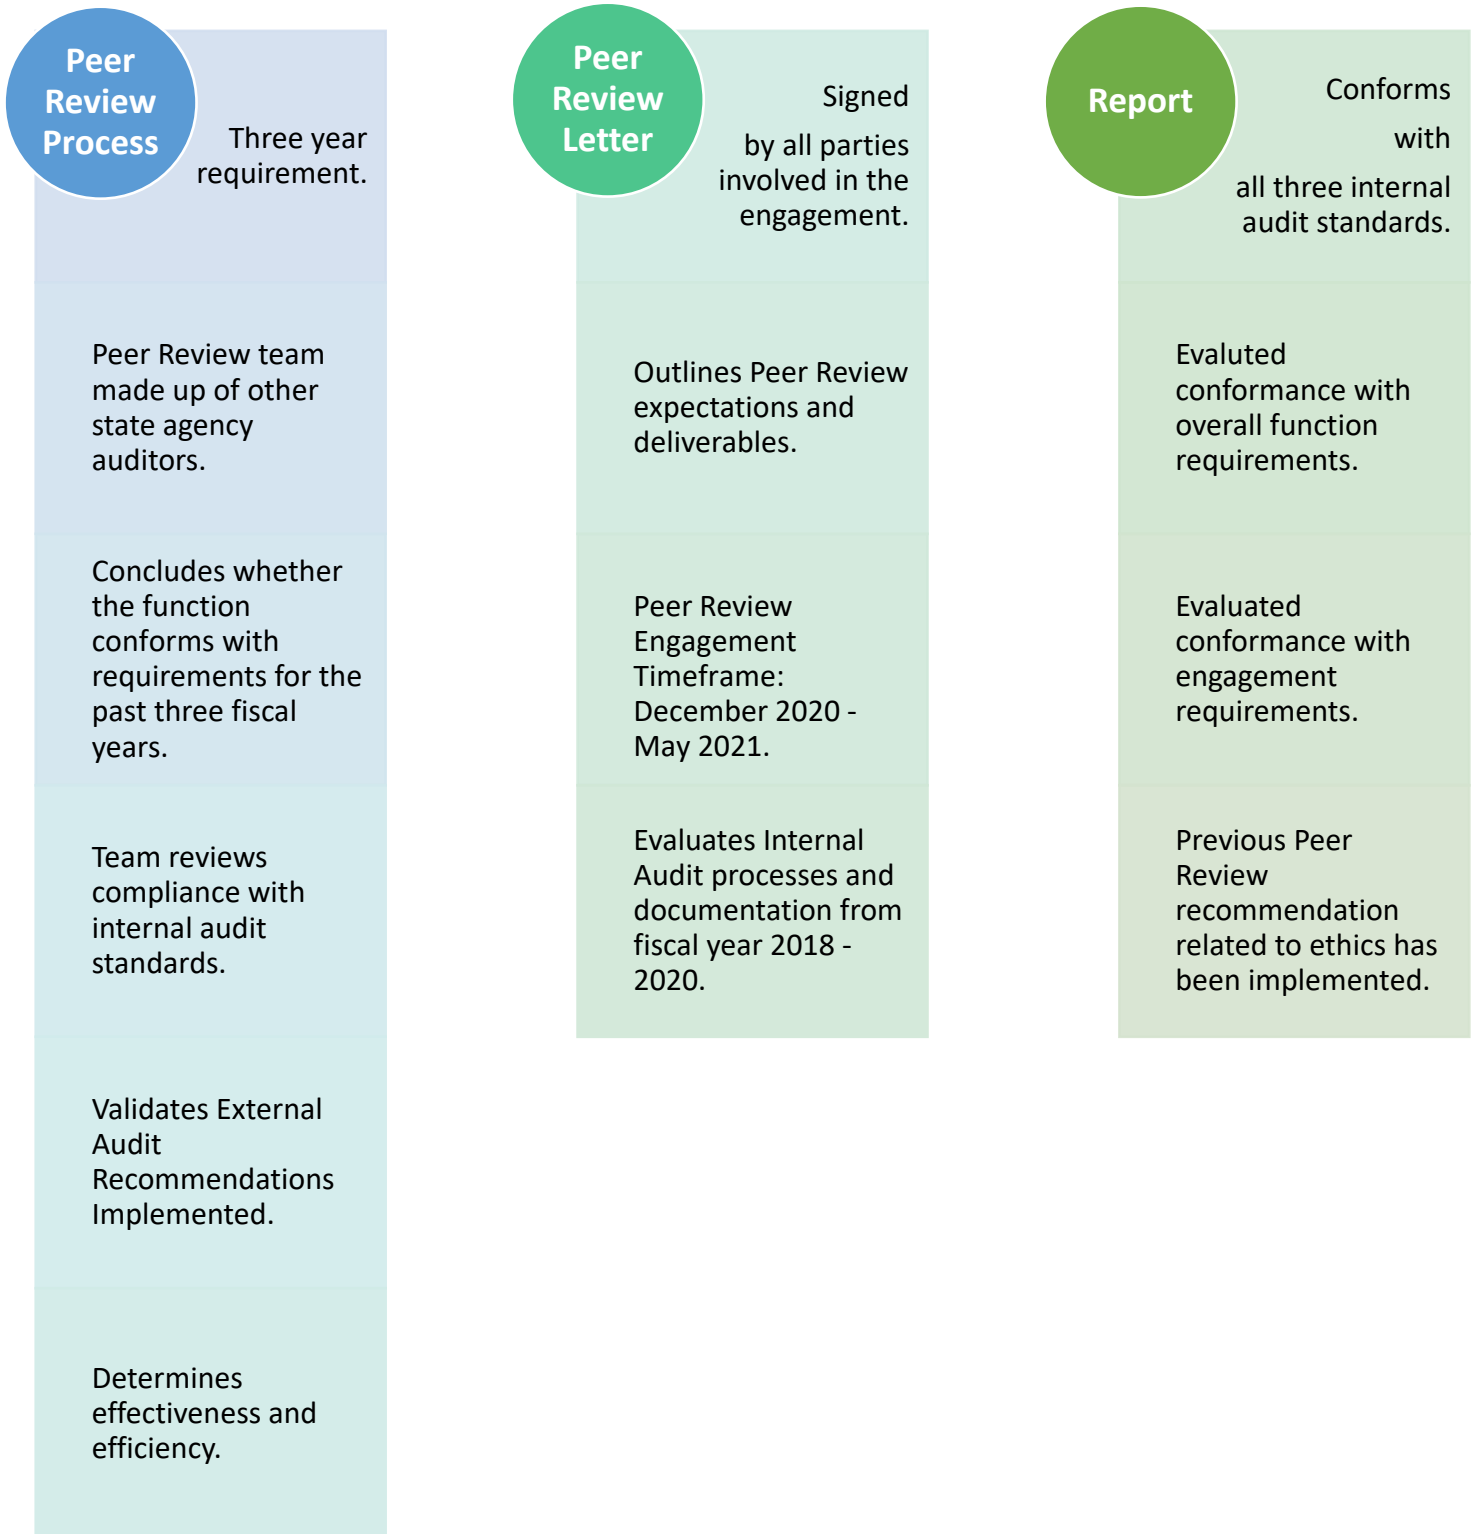 Peer
Review
Process
Three year
requirement.
Peer Review team
made up of other
state agency
auditors.
Concludes whether
the function
conforms with
requirements for the
past three fiscal
years.
Team reviews
compliance with
internal audit
standards.
Validates External
Audit
Recommendations
Implemented.
Determines
effectiveness and
efficiency.
Peer
Review
Letter
Signed
by all parties
involved in the
engagement.
Outlines Peer Review
expectations and
deliverables.
Peer Review
Engagement
Timeframe:
December 2020 -
May 2021.
Evaluates Internal
Audit processes and
documentation from
fiscal year 2018 -
2020.
Report
Conforms
with
all three internal
audit standards.
Evaluted
conformance with
overall function
requirements.
Evaluated
conformance with
engagement
requirements.
Previous Peer
Review
recommendation
related to ethics has
been implemented.